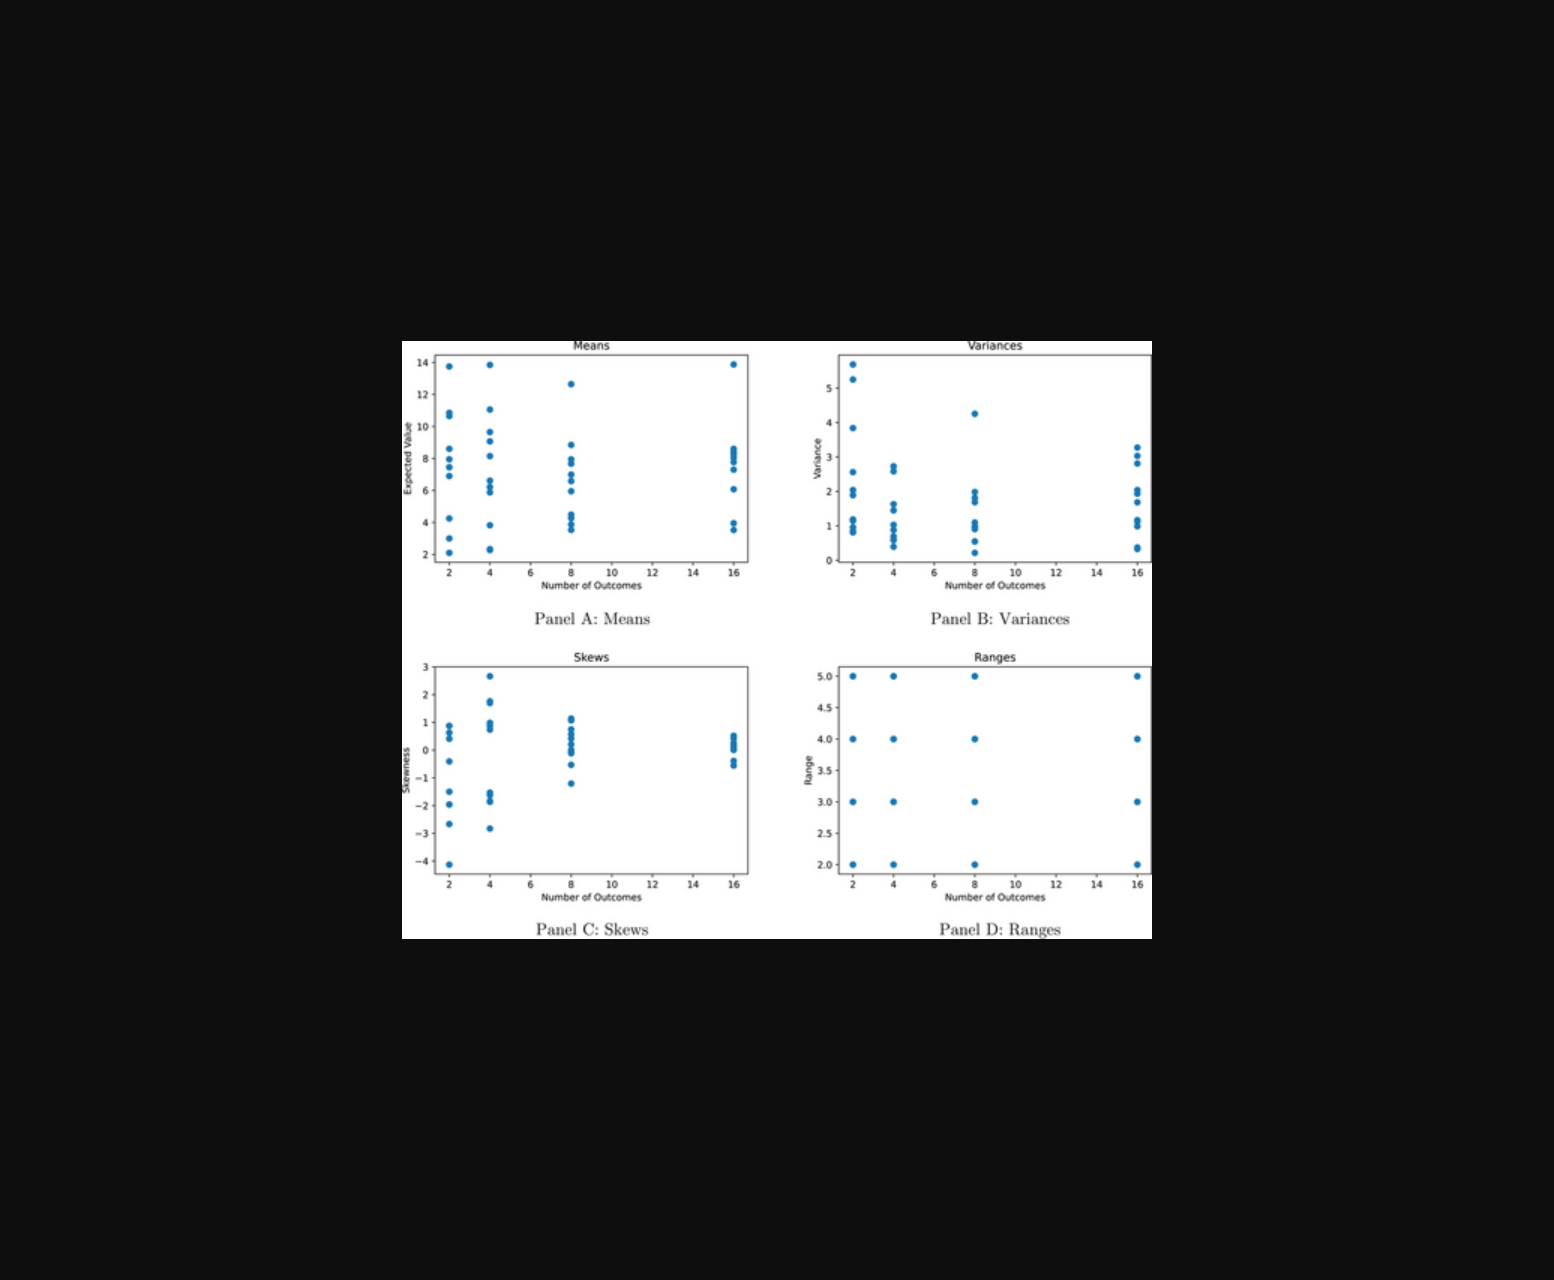 Means
14
12
10
8
6
4
2
Expected Value
2 4 6 8 10 12 14 16
Number of Outcomes
Panel A: Means
Variances
5
4
3
2
1
0
Variance
2 4 6 8 10 12 14 16
Number of Outcomes
Panel B: Variances
Skews
3
2
1
0
−1
−2
−3
−4
Skewness
2 4 6 8 10 12 14 16
Number of Outcomes
Panel C: Skews
Ranges
5.0
4.5
4.0
3.5
3.0
2.5
2.0
Range
2 4 6 8 10 12 14 16
Number of Outcomes
Panel D: Ranges